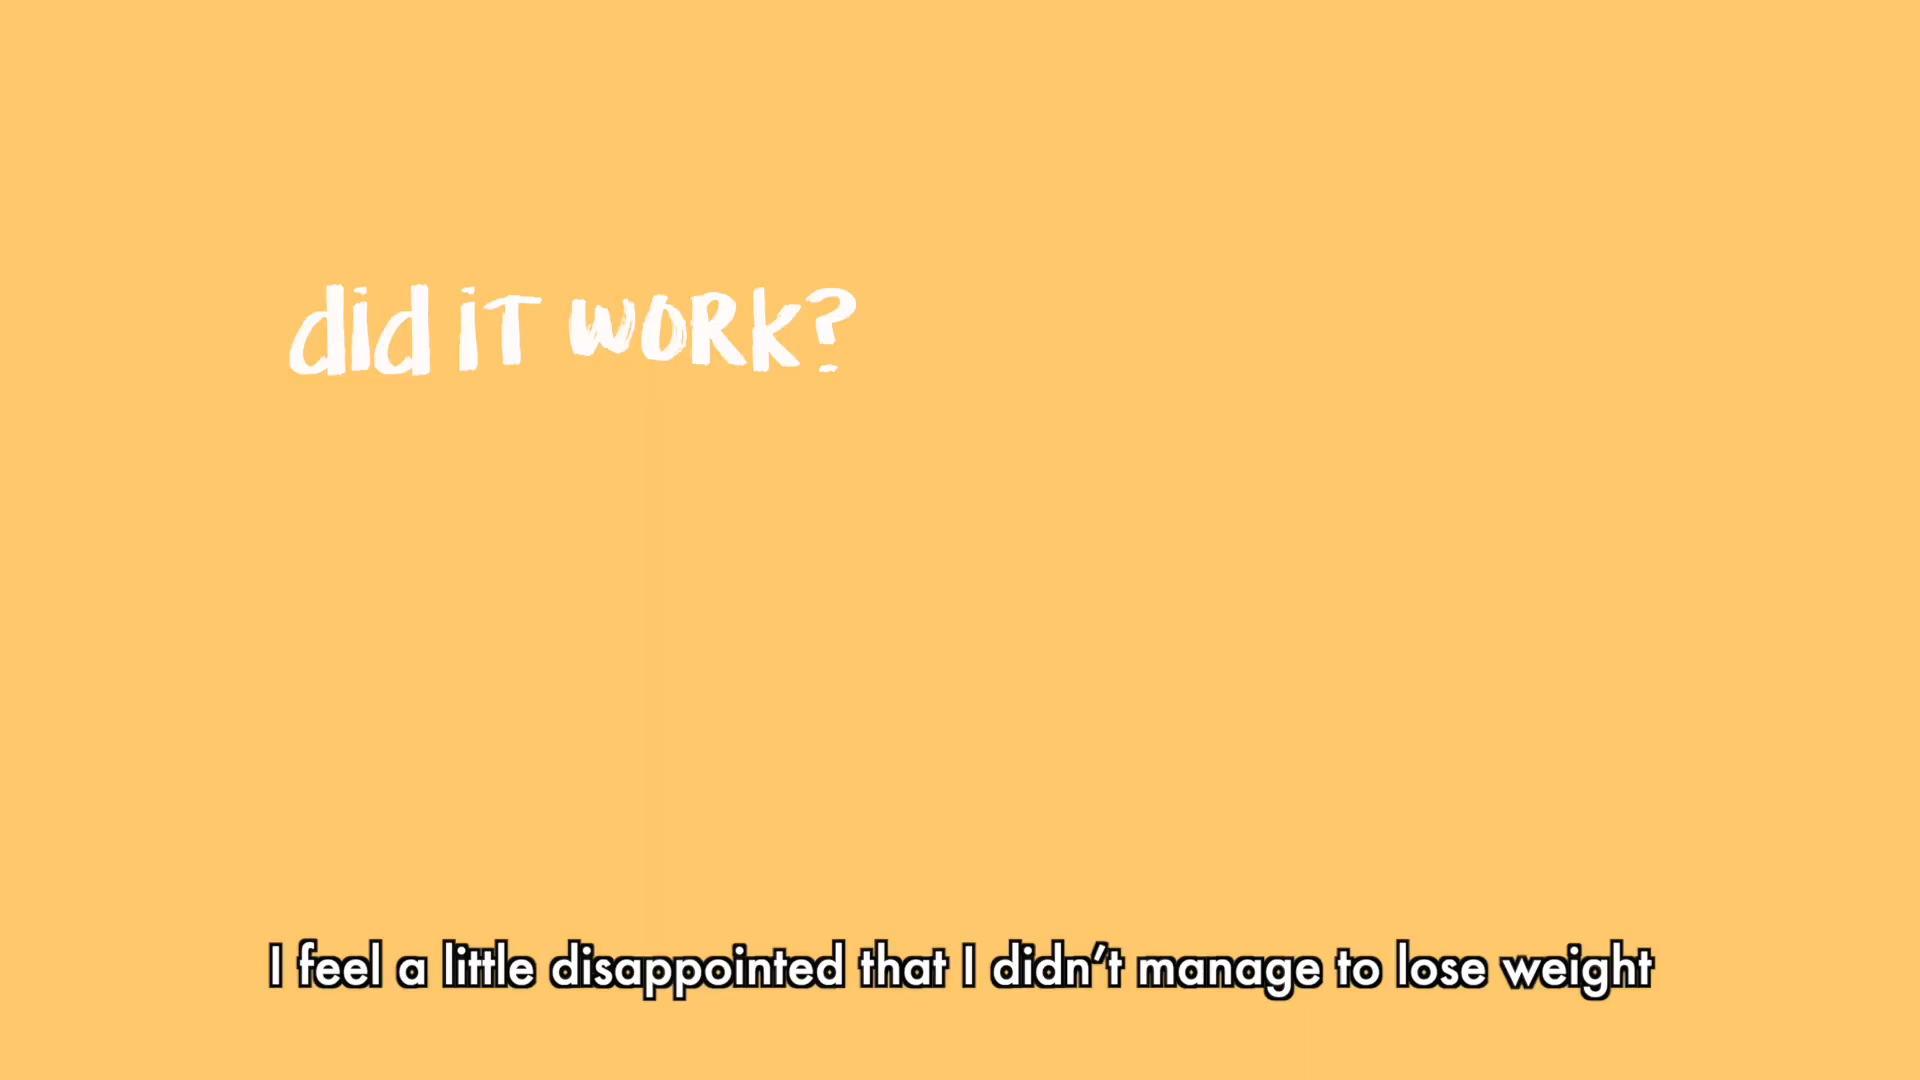 did iT WORK?
I feel a little disappointed that I didn't manage to lose weight